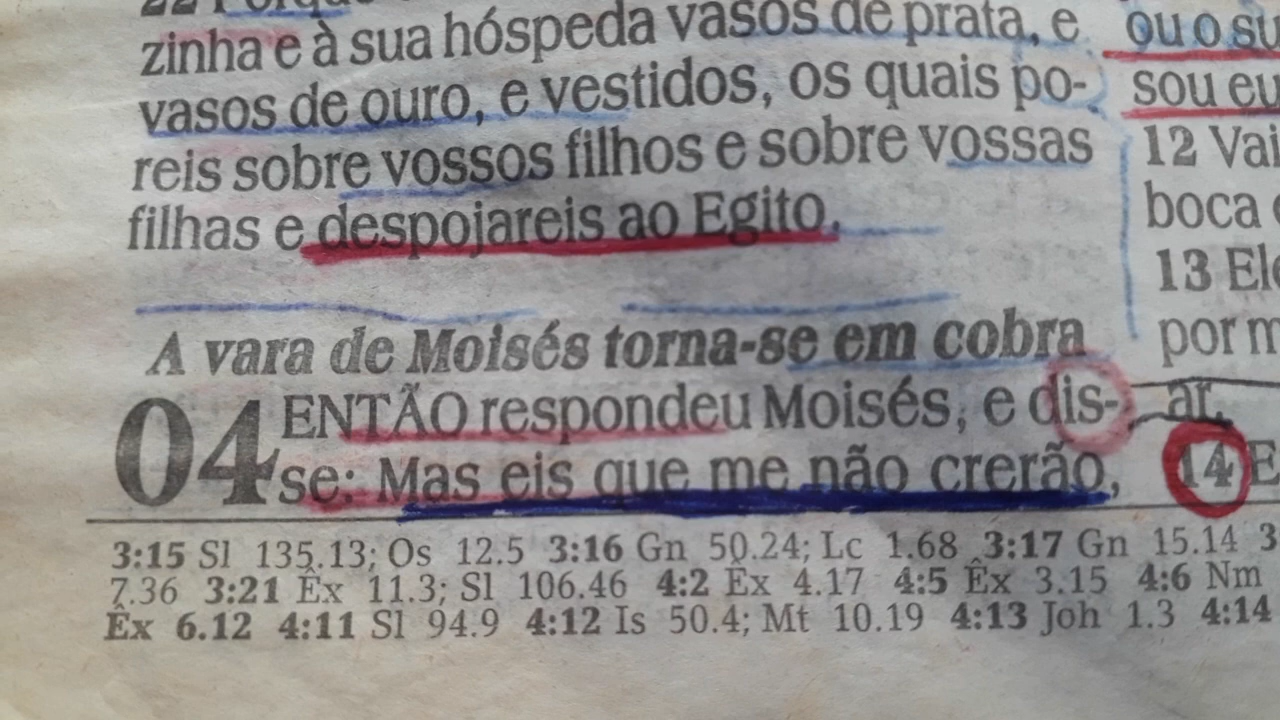 22 Porque
zinha e à sua hóspeda vasos de prata, e
vasos de ouro, e vestidos, os quais po-
reis sobre vossos filhos e sobre vossas
filhas e despojareis ao Egito.
A vara de Moisés torna-se em cobra
04 ENTÃO respondeu Moisés, e dis-
se: Mas eis que me não crerão,
ou o su
sou eu
12 Vai
boca
13 Ele
por m
ar.
14 E
3:15 Sl 135.13; Os 12.5 3:16 Gn 50.24; Lc 1.68 3:17 Gn 15.14 3
7.36 3:21 Êx 11.3; Sl 106.46 4:2 Êx 4.17 4:5 Êx 3.15 4:6 Nm
Êx 6.12 4:11 Sl 94.9 4:12 Is 50.4; Mt 10.19 4:13 Joh 1.3 4:14